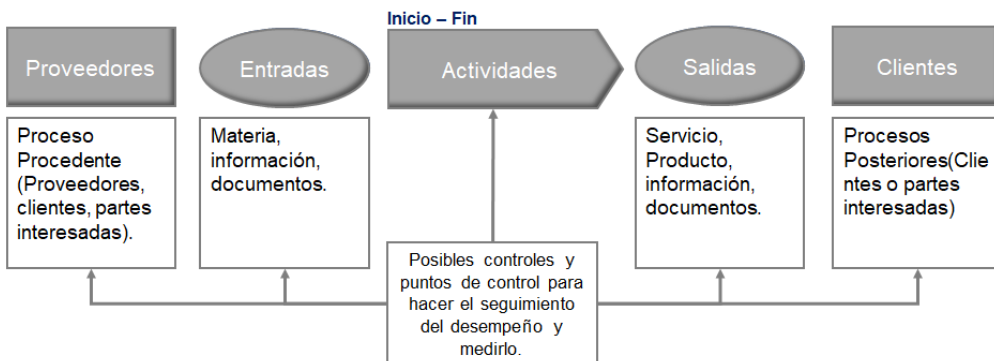 Inicio – Fin
Proveedores
Entradas
Actividades
Salidas
Clientes
Proceso
Procedente
(Proveedores,
clientes, partes
interesadas).
Materia,
información,
documentos.
Servicio,
Producto,
información,
documentos.
Procesos
Posteriores(Clie
ntes o partes
interesadas)
Posibles controles y
puntos de control para
hacer el seguimiento
del desempeño y
medirlo.